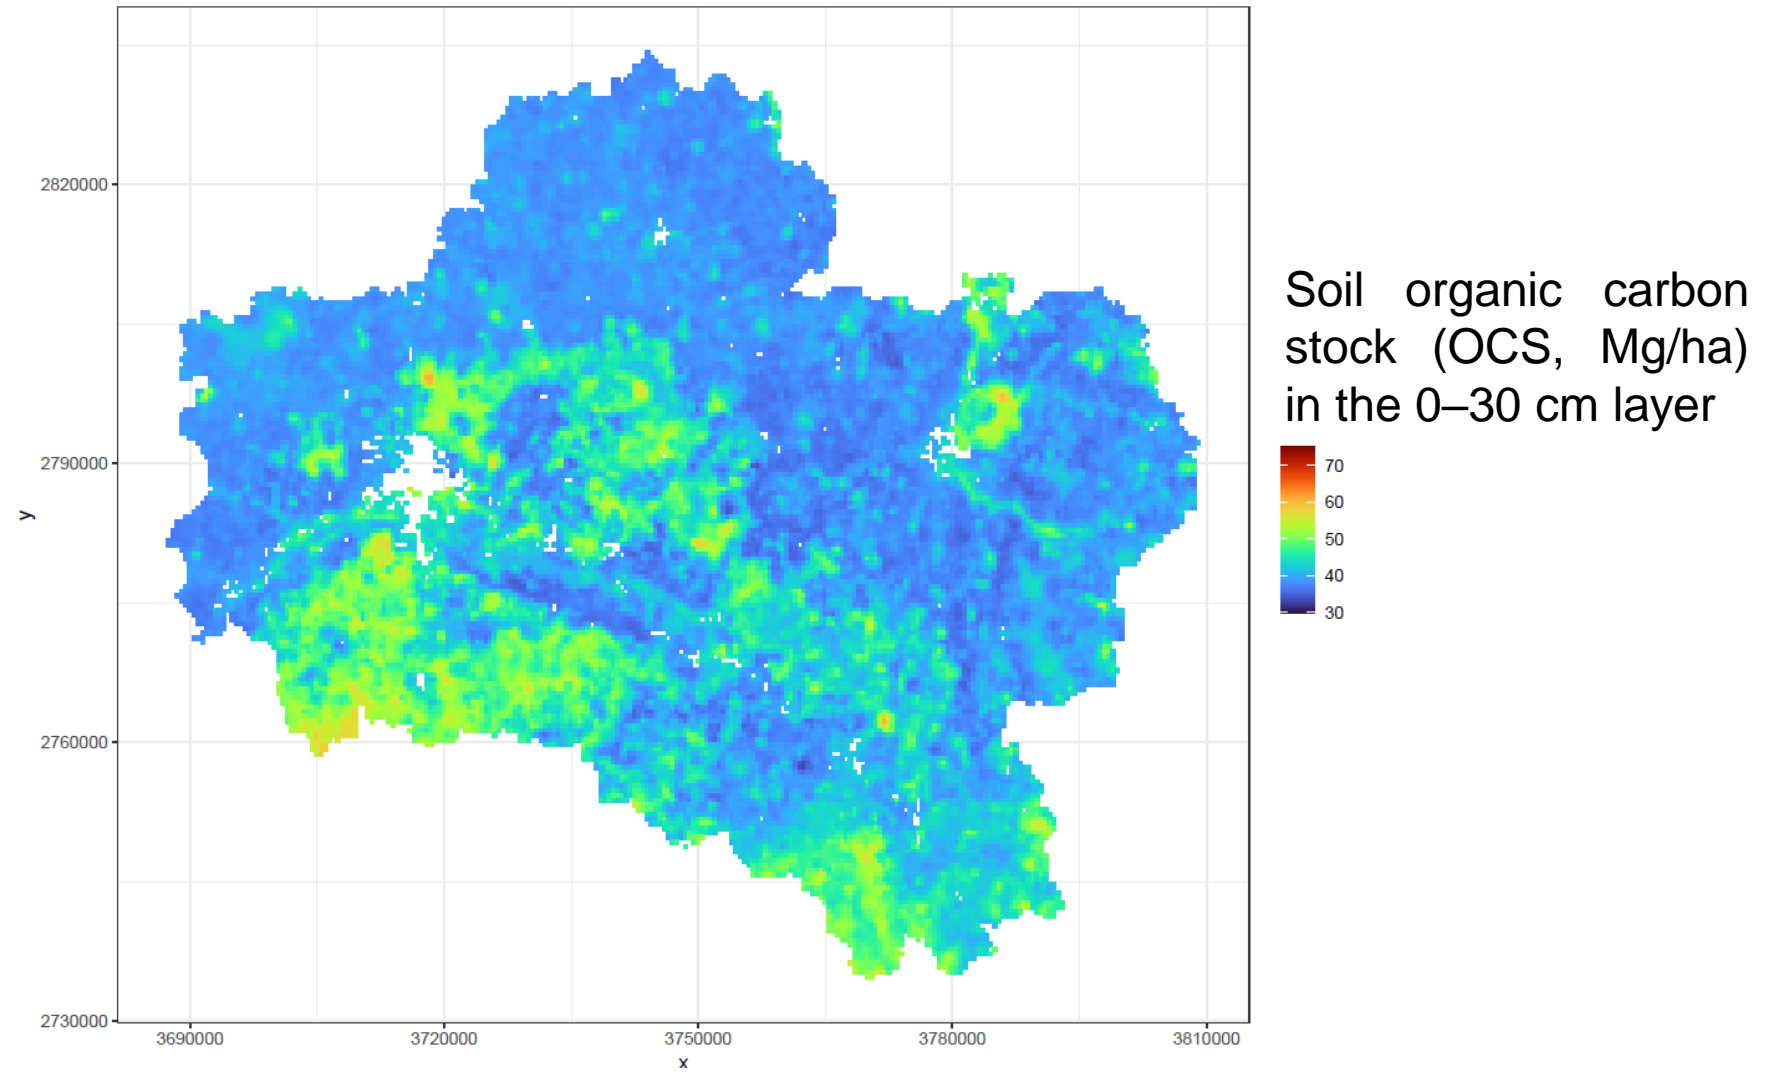 2820000
2790000
2760000
2730000
y
3690000
3720000
3750000
3780000
3810000
x
Soil organic carbon
stock (OCS, Mg/ha)
in the 0–30 cm layer
70
60
50
40
30